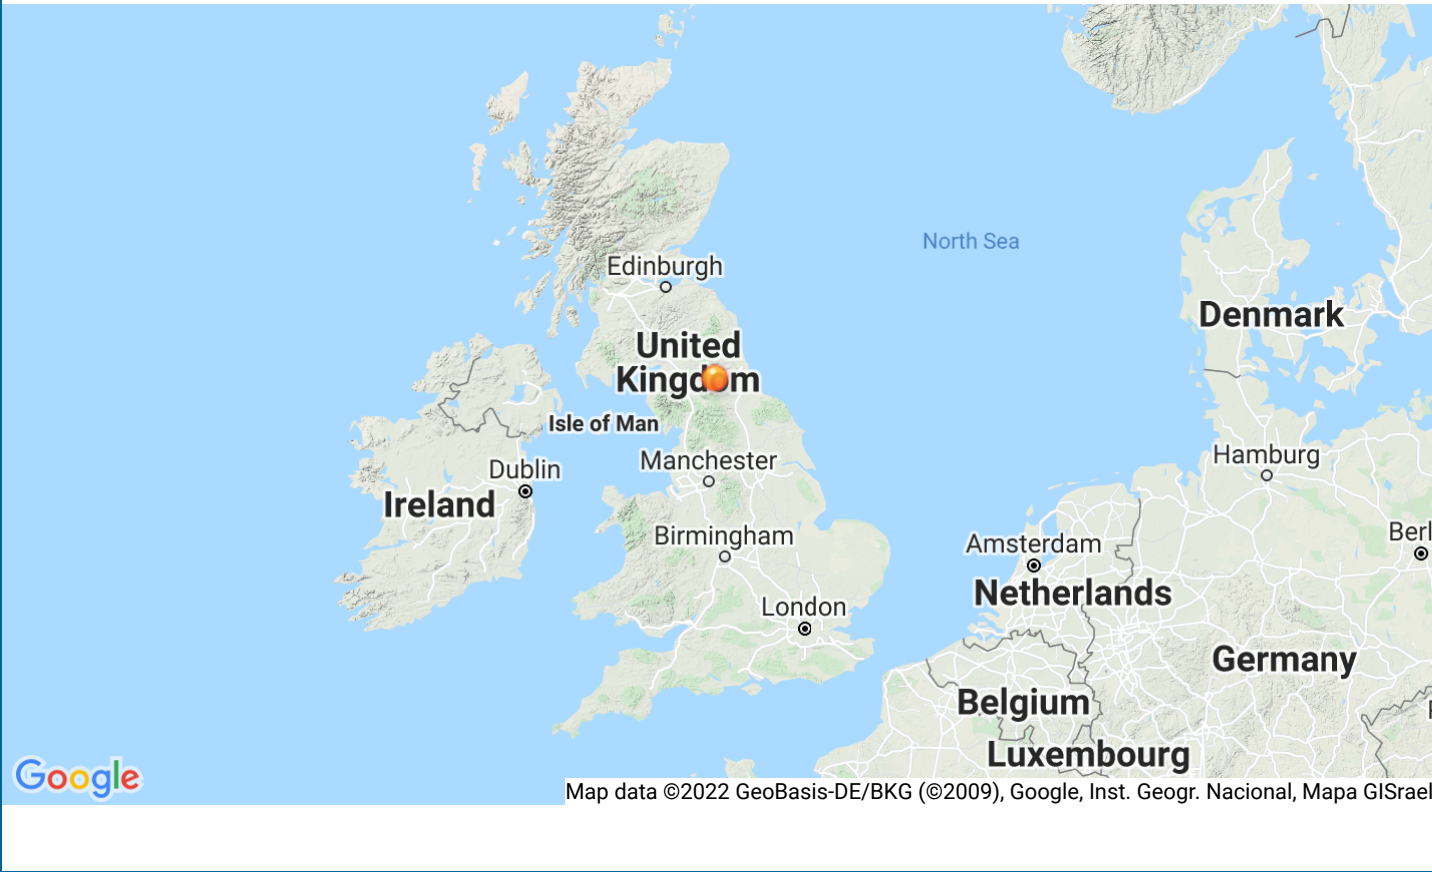 North Sea
Edinburgh
United
Kingdom
Denmark
Isle of Man
Manchester
Dublin
Ireland
Hamburg
Birmingham
Amsterdam
Berl
Netherlands
London
Germany
Belgium
Luxembourg
Google
Map data ©2022 GeoBasis-DE/BKG (©2009), Google, Inst. Geogr. Nacional, Mapa GISrael